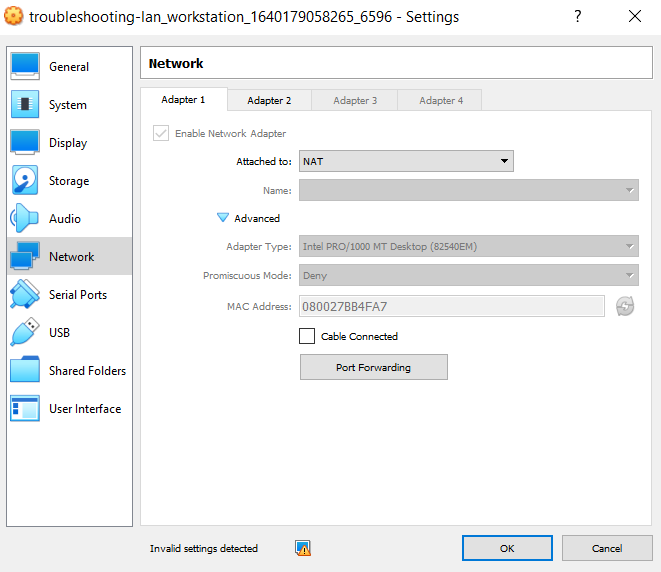 troubleshooting-lan_workstation_1640179058265_6596 - Settings
?
General
System
Display
Storage
Audio
Network
Serial Ports
USB
Shared Folders
User Interface
Network
Adapter 1
Adapter 2
Adapter 3
Adapter 4
Enable Network Adapter
Attached to: NAT
Name:
Advanced
Adapter Type: Intel PRO/1000 MT Desktop (82540EM)
Promiscuous Mode: Deny
MAC Address: 080027BB4FA7
Cable Connected
Port Forwarding
Invalid settings detected
OK
Cancel